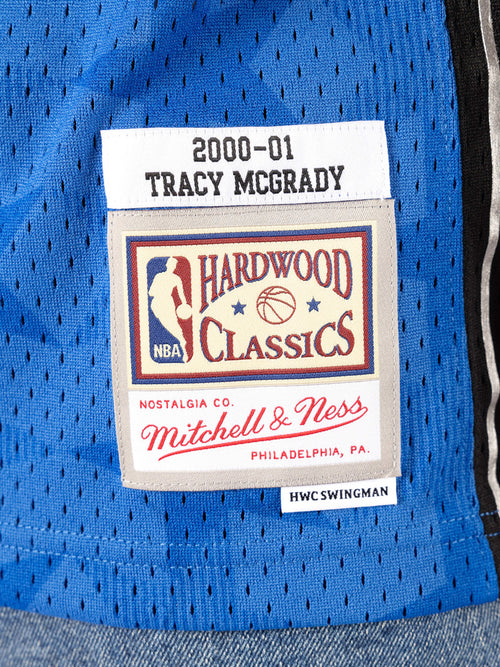 2000-01
TRACY MCGRADY
HARDWOOD
CLASSICS
NBA
NOSTALGIA CO.
Mitchell & Ness
PHILADELPHIA, PA.
HWC SWINGMAN